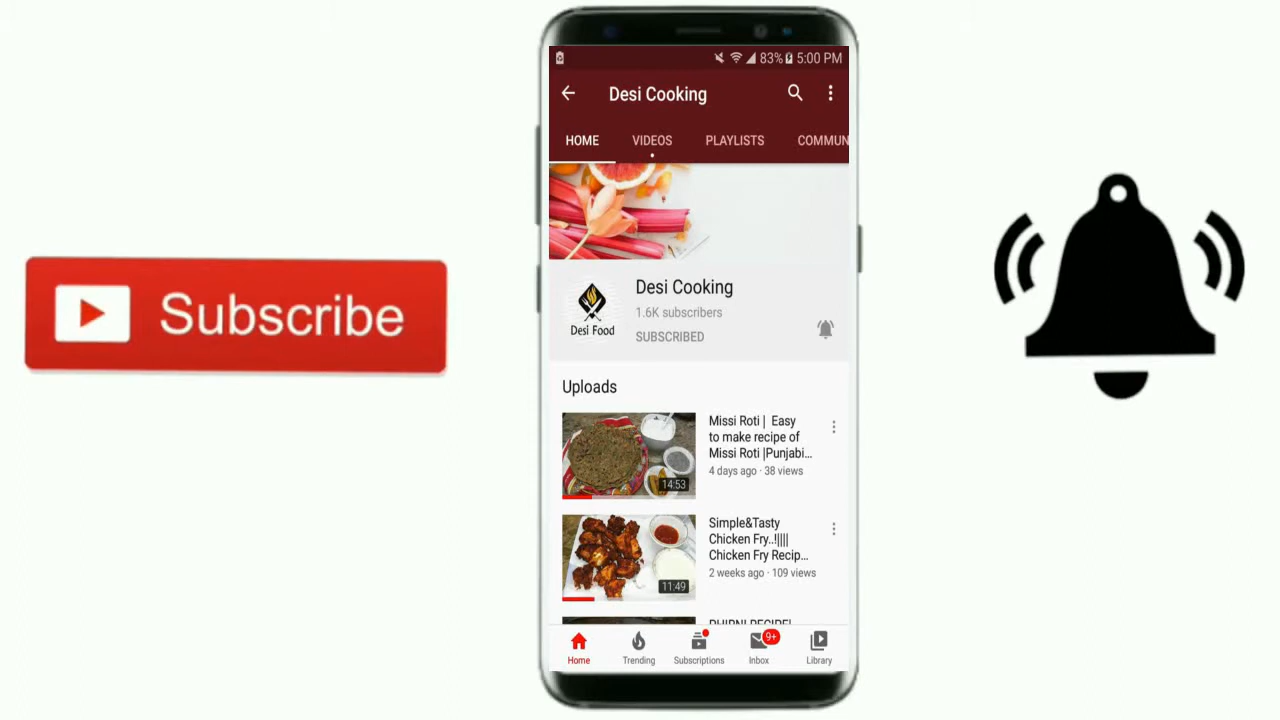 83% 5:00 PM
Desi Cooking
HOME VIDEOS PLAYLISTS COMMUN
Subscribe
Desi Food
Desi Cooking
1.6K subscribers
SUBSCRIBED
Uploads
Missi Roti | Easy
to make recipe of
Missi Roti |Punjabi...
4 days ago · 38 views
14:53
Simple&Tasty
Chicken Fry..!||||
Chicken Fry Recip...
2 weeks ago · 109 views
11:49
9+
Home Trending Subscriptions Inbox Library